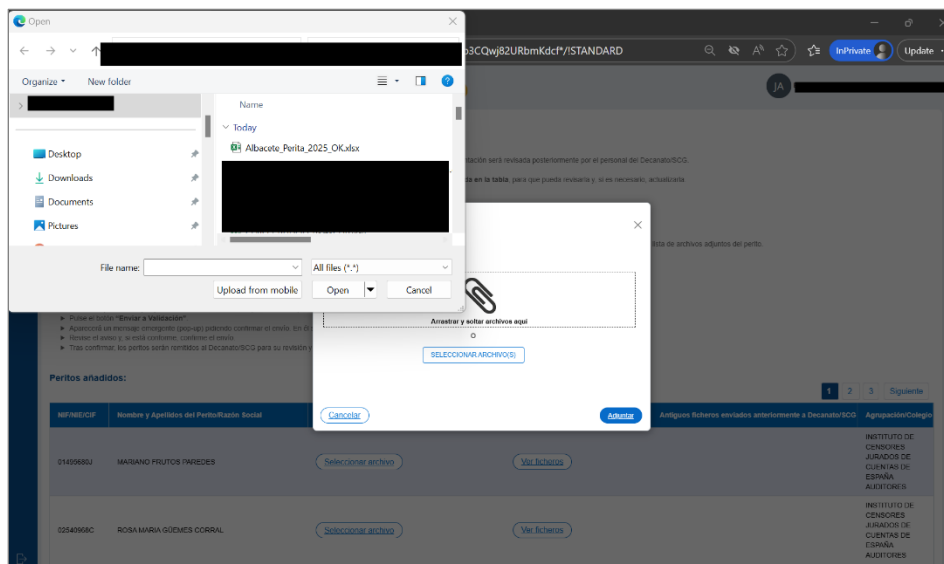 Open
o3CQwj82URbmKdcf*/!STANDARD
InPrivate
Update
Organize
New folder
JA
Name
Today
Albacete_Perita_2025_OK.xlsx
Desktop
Downloads
Documents
Pictures
tación será revisada posteriormente por el personal del Decanato/SCG.
a en la tabla, para que pueda revisarla y, si es necesario, actualizarla.
lista de archivos adjuntos del perito.
File name:
All files (*.*)
Upload from mobile
Open
Cancel
Arrastrar y soltar archivos aquí
o
SELECCIONAR ARCHIVO(S)
Cancelar
Adjuntar
► Pulse el botón "Enviar a Validación".
► Aparecerá un mensaje emergente (pop-up) pidiendo confirmar el envío.
► Revise el aviso y, si está conforme, confirme el envío.
► Tras confirmar, los peritos serán remitidos al Decanato/SCG para su revisión y
Peritos añadidos:
1 2 3 Siguiente
NIF/NIE/CIF
Nombre y Apellidos del Perito/Razón Social
Antiguos ficheros enviados anteriormente a Decanato/SCG
Agrupación/Colegio
MARIANO FRUTOS PAREDES
Seleccionar archivo
Ver ficheros
INSTITUTO DE
CENSORES
JURADOS DE
CUENTAS DE
ESPAÑA
AUDITORES
02540968C
ROSA MARIA GÜEMES CORRAL
Seleccionar archivo
Ver ficheros
INSTITUTO DE
CENSORES
JURADOS DE
CUENTAS DE
ESPAÑA
AUDITORES